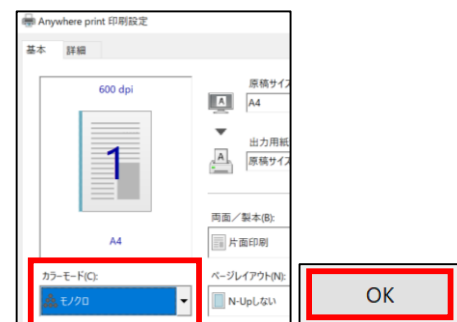 Anywhere print 印刷設定
基本 詳細
600 dpi
1
A4
原稿サイズ
A4
出力用紙
原稿サイズ
両面/製本(B):
片面印刷
カラーモード(C):
モノクロ
ページレイアウト(N):
N-Upしない
OK